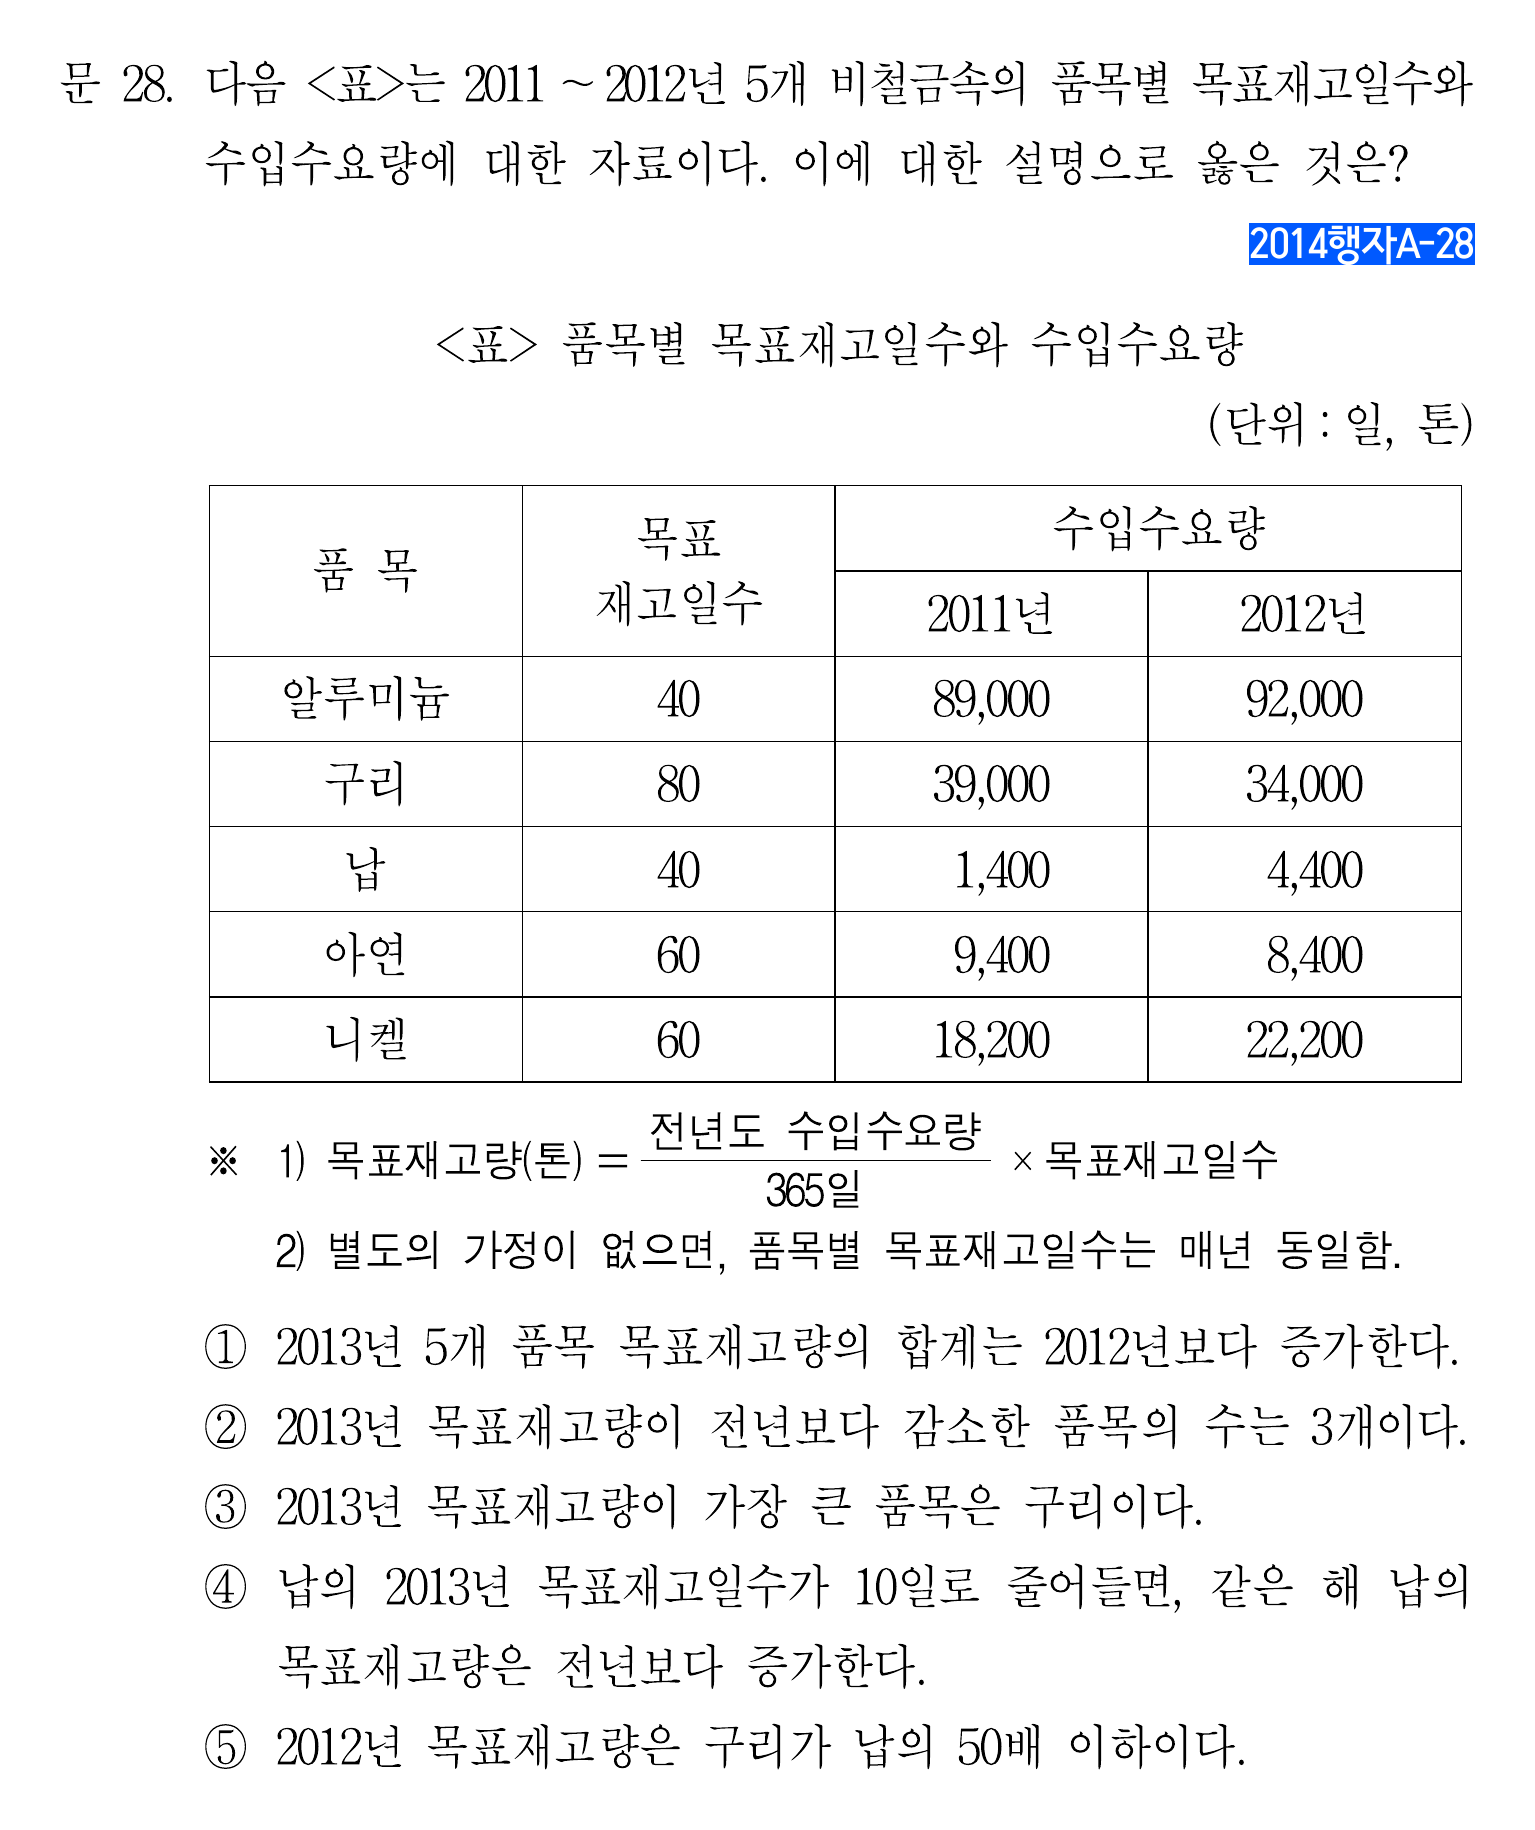 문 28. 다음 <표>는 2011 ~ 2012년 5개 비철금속의 품목별 목표재고일수와
수입수요량에 대한 자료이다. 이에 대한 설명으로 옳은 것은?
2014행자A-28
<표> 품목별 목표재고일수와 수입수요량
(단위 : 일, 톤)
품 목 목표 재고일수 수입수요량
2011년 2012년
알루미늄 40 89,000 92,000
구리 80 39,000 34,000
납 40 1,400 4,400
아연 60 9,400 8,400
니켈 60 18,200 22,200
※ 1) 목표재고량(톤) = 전년도 수입수요량 / 365일 × 목표재고일수
2) 별도의 가정이 없으면, 품목별 목표재고일수는 매년 동일함.
① 2013년 5개 품목 목표재고량의 합계는 2012년보다 증가한다.
② 2013년 목표재고량이 전년보다 감소한 품목의 수는 3개이다.
③ 2013년 목표재고량이 가장 큰 품목은 구리이다.
④ 납의 2013년 목표재고일수가 10일로 줄어들면, 같은 해 납의
목표재고량은 전년보다 증가한다.
⑤ 2012년 목표재고량은 구리가 납의 50배 이하이다.